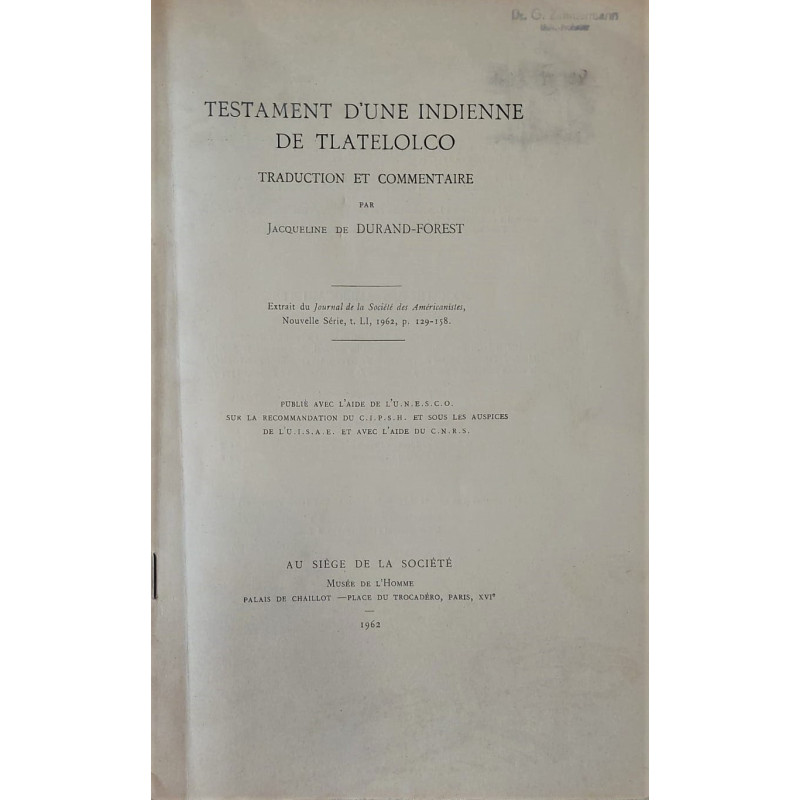 Dr. G. Zimmermann
TESTAMENT D'UNE INDIENNE
DE TLATELOLCO
TRADUCTION ET COMMENTAIRE
PAR
Jacqueline de DURAND-FOREST
Extrait du Journal de la Société des Américanistes,
Nouvelle Série, t. LI, 1962, p. 129-158.
PUBLIÉ AVEC L'AIDE DE L'U.N.E.S.C.O.
SUR LA RECOMMANDATION DU C.I.P.S.H. ET SOUS LES AUSPICES
DE L'U.I.S.A.E. ET AVEC L'AIDE DU C.N.R.S.
AU SIÉGE DE LA SOCIÉTÉ
Musée de l'Homme
PALAIS DE CHAILLOT —PLACE DU TROCADÉRO, PARIS, XVIe
1962